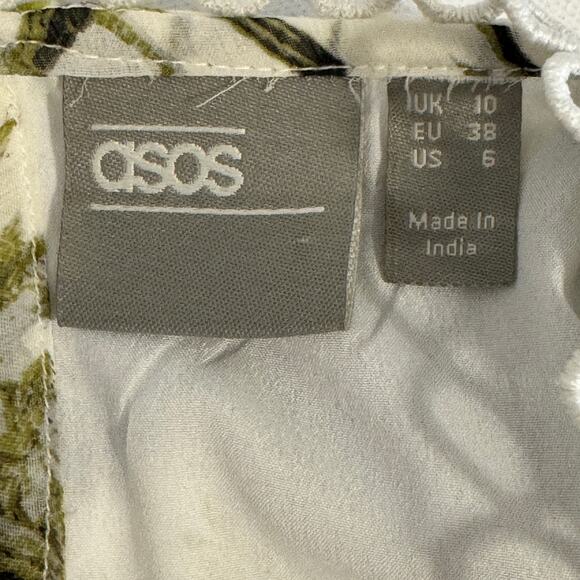 asos
UK 10
EU 38
US 6
Made In
India